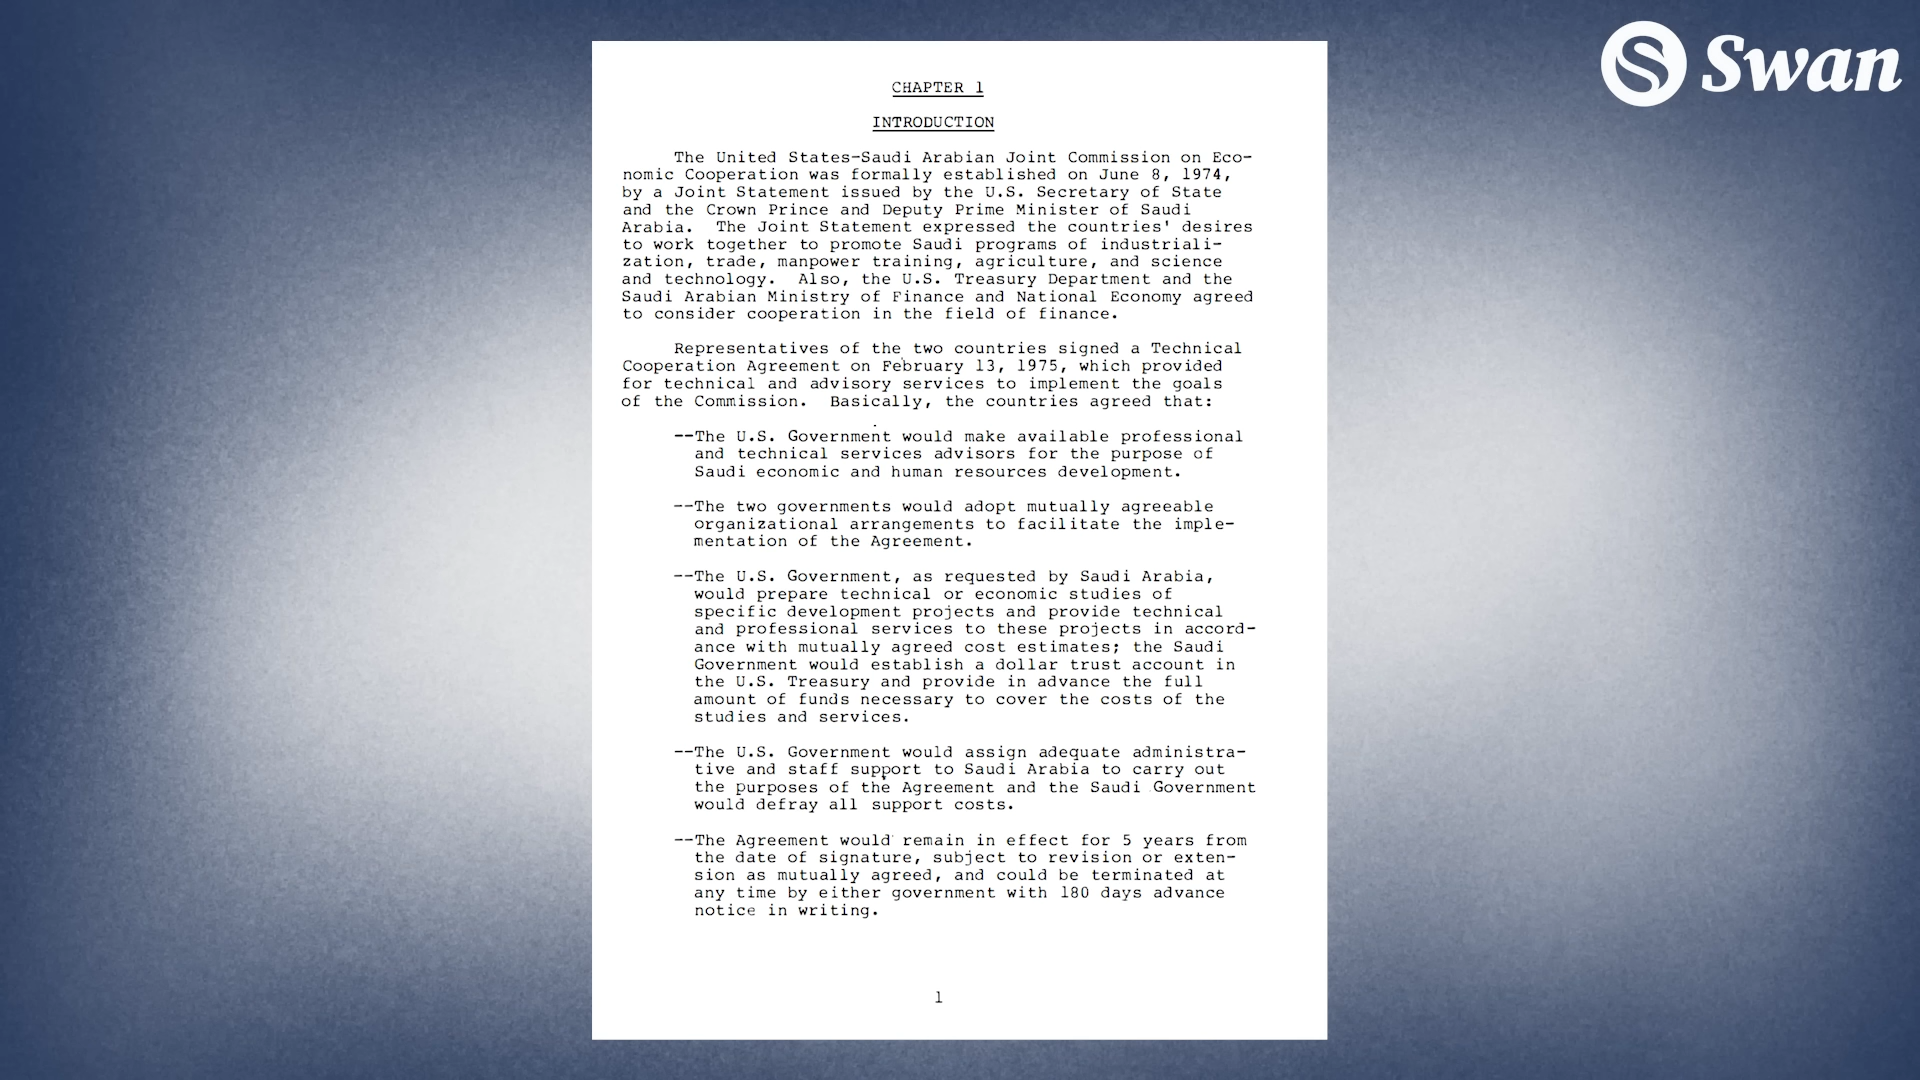 Swan
CHAPTER 1
INTRODUCTION
The United States-Saudi Arabian Joint Commission on Eco-
nomic Cooperation was formally established on June 8, 1974,
by a Joint Statement issued by the U.S. Secretary of State
and the Crown Prince and Deputy Prime Minister of Saudi
Arabia. The Joint Statement expressed the countries' desires
to work together to promote Saudi programs of industriali-
zation, trade, manpower training, agriculture, and science
and technology. Also, the U.S. Treasury Department and the
Saudi Arabian Ministry of Finance and National Economy agreed
to consider cooperation in the field of finance.
Representatives of the two countries signed a Technical
Cooperation Agreement on February 13, 1975, which provided
for technical and advisory services to implement the goals
of the Commission. Basically, the countries agreed that:
--The U.S. Government would make available professional
and technical services advisors for the purpose of
Saudi economic and human resources development.
--The two governments would adopt mutually agreeable
organizational arrangements to facilitate the imple-
mentation of the Agreement.
--The U.S. Government, as requested by Saudi Arabia,
would prepare technical or economic studies of
specific development projects and provide technical
and professional services to these projects in accord-
ance with mutually agreed cost estimates; the Saudi
Government would establish a dollar trust account in
the U.S. Treasury and provide in advance the full
amount of funds necessary to cover the costs of the
studies and services.
--The U.S. Government would assign adequate administra-
tive and staff support to Saudi Arabia to carry out
the purposes of the Agreement and the Saudi Government
would defray all support costs.
--The Agreement would remain in effect for 5 years from
the date of signature, subject to revision or exten-
sion as mutually agreed, and could be terminated at
any time by either government with 180 days advance
notice in writing.
1